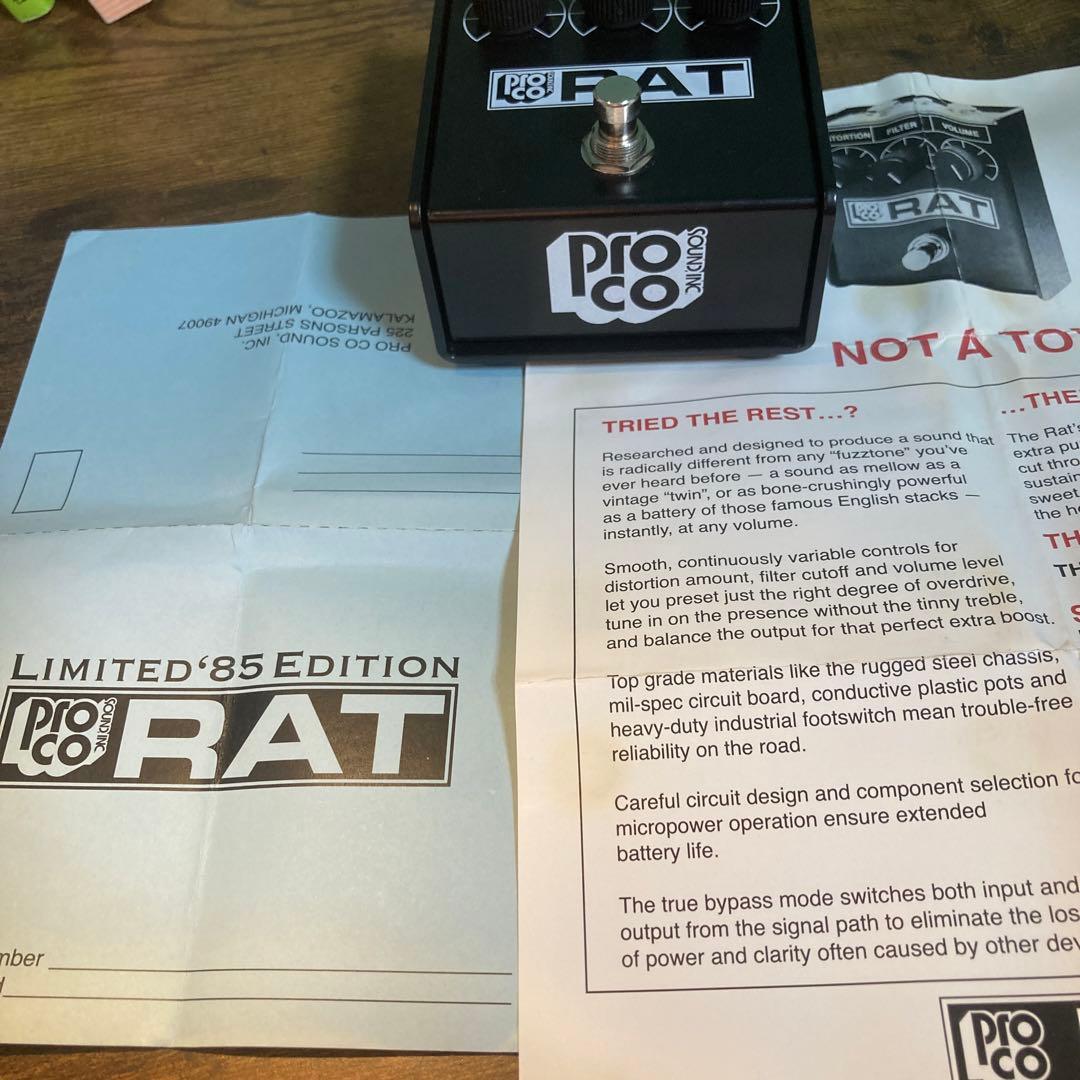 Pro Co SOUND INC. RAT
Pro Co SOUND INC.
FILTER VOLUME
Pro Co RAT
PRO CO SOUND, INC.
225 PARSONS STREET
KALAMAZOO, MICHIGAN 49007
LIMITED '85 EDITION
Pro Co SOUND INC. RAT
NOT A
TRIED THE REST...?
Researched and designed to produce a sound that
is radically different from any "fuzztone" you've
ever heard before — a sound as mellow as a
vintage "twin", or as bone-crushingly powerful
as a battery of those famous English stacks —
instantly, at any volume.
Smooth, continuously variable controls for
distortion amount, filter cutoff and volume level
let you preset just the right degree of overdrive,
tune in on the presence without the tinny treble,
and balance the output for that perfect extra boost.
Top grade materials like the rugged steel chassis,
mil-spec circuit board, conductive plastic pots and
heavy-duty industrial footswitch mean trouble-free
reliability on the road.
Careful circuit design and component selection
micropower operation ensure extended
battery life.
The true bypass mode switches both input and
output from the signal path to eliminate the
of power and clarity often caused by other
...THE
The Rat's
extra
cut
sweet
the
Pro Co